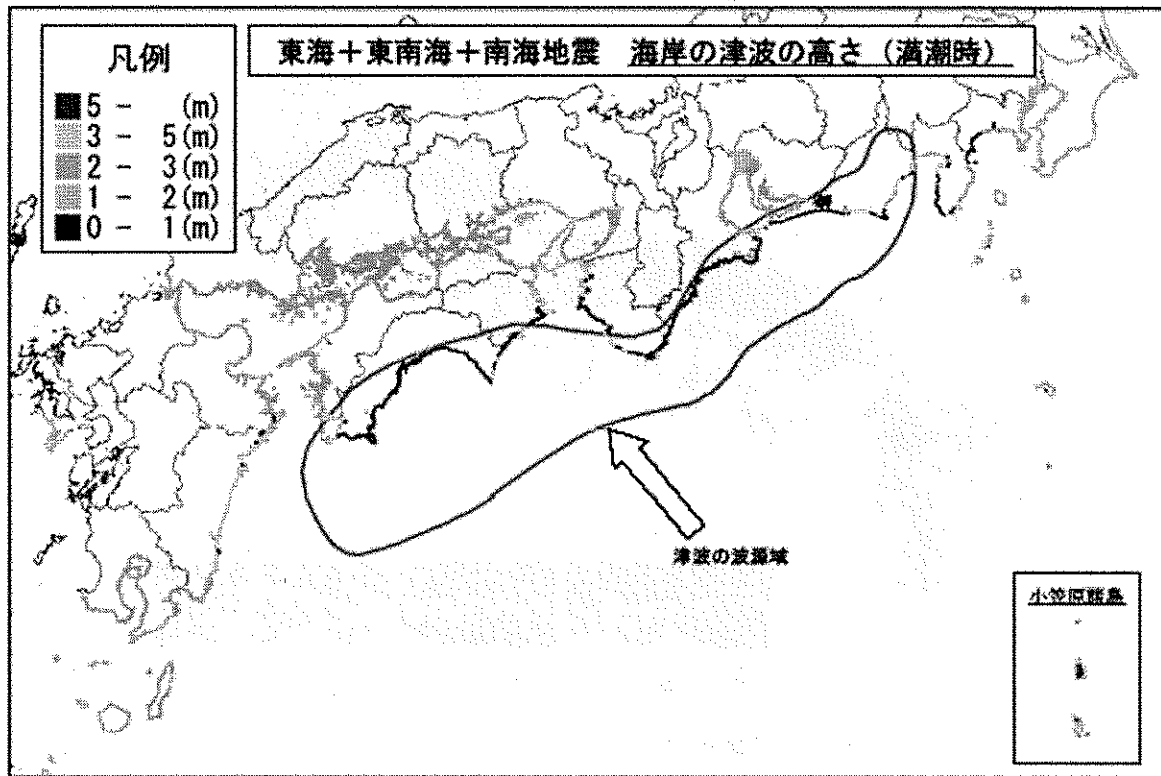 凡例
5 - (m)
3 - 5(m)
2 - 3(m)
1 - 2(m)
0 - 1(m)
東海+東南海+南海地震 海岸の津波の高さ(満潮時)
津波の波源域
小笠原諸島